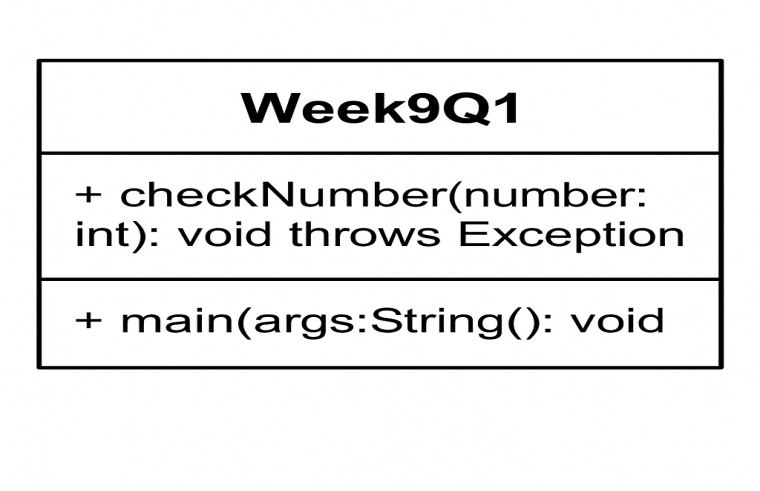 Week9Q1
+ checkNumber(number:
int): void throws Exception
+ main(args:String(): void